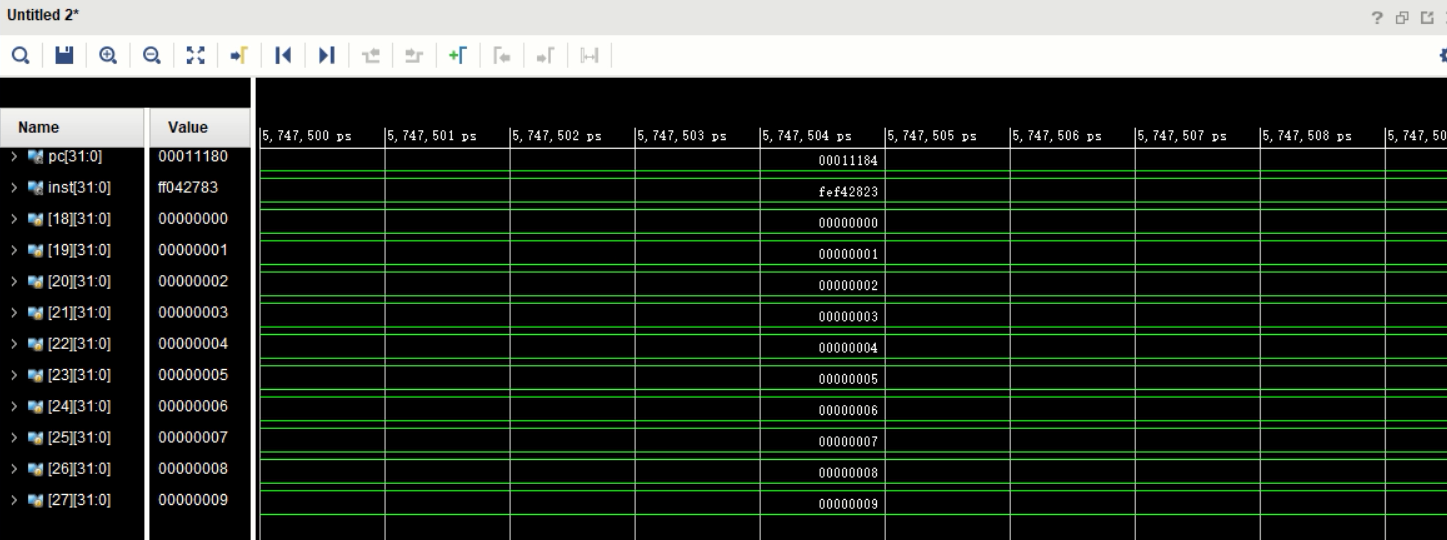 Untitled 2*
?
Name Value
5,747,500 ps 5,747,501 ps 5,747,502 ps 5,747,503 ps 5,747,504 ps 5,747,505 ps 5,747,506 ps 5,747,507 ps 5,747,508 ps 5,747,50
pc[31:0] 00011180 00011184
inst[31:0] ff042783 fef42823
[18][31:0] 00000000 00000000
[19][31:0] 00000001 00000001
[20][31:0] 00000002 00000002
[21][31:0] 00000003 00000003
[22][31:0] 00000004 00000004
[23][31:0] 00000005 00000005
[24][31:0] 00000006 00000006
[25][31:0] 00000007 00000007
[26][31:0] 00000008 00000008
[27][31:0] 00000009 00000009